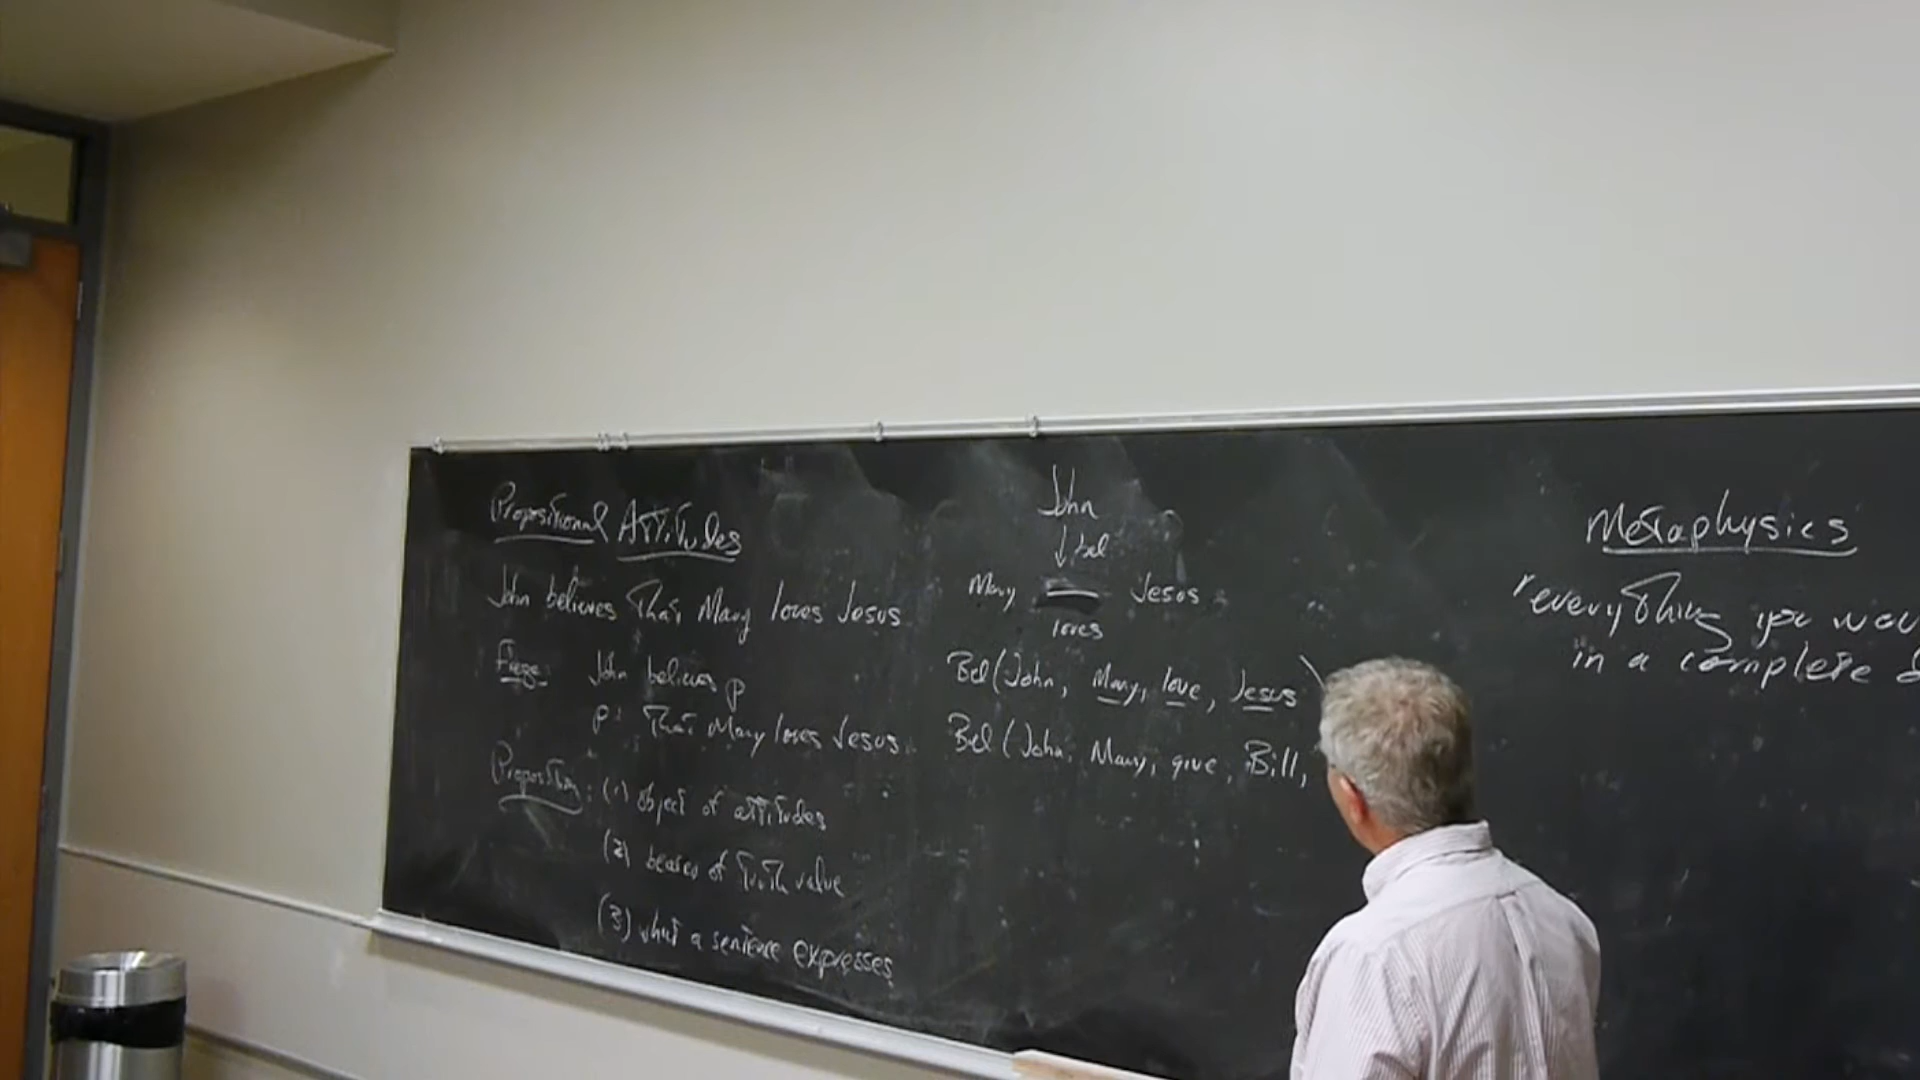 Propositional Attitudes
John believes that Mary loves Jesus
Frege: John believes p
p: that Mary loves Jesus
Proposition: (1) object of attitudes
(2) bearer of truth value
(3) what a sentence expresses
John
↓ bel
Mary Jesus
loves
Bel (John, Mary, love, Jesus)
Bel (John, Mary, give, Bill,
Metaphysics
"everything you
in a complete